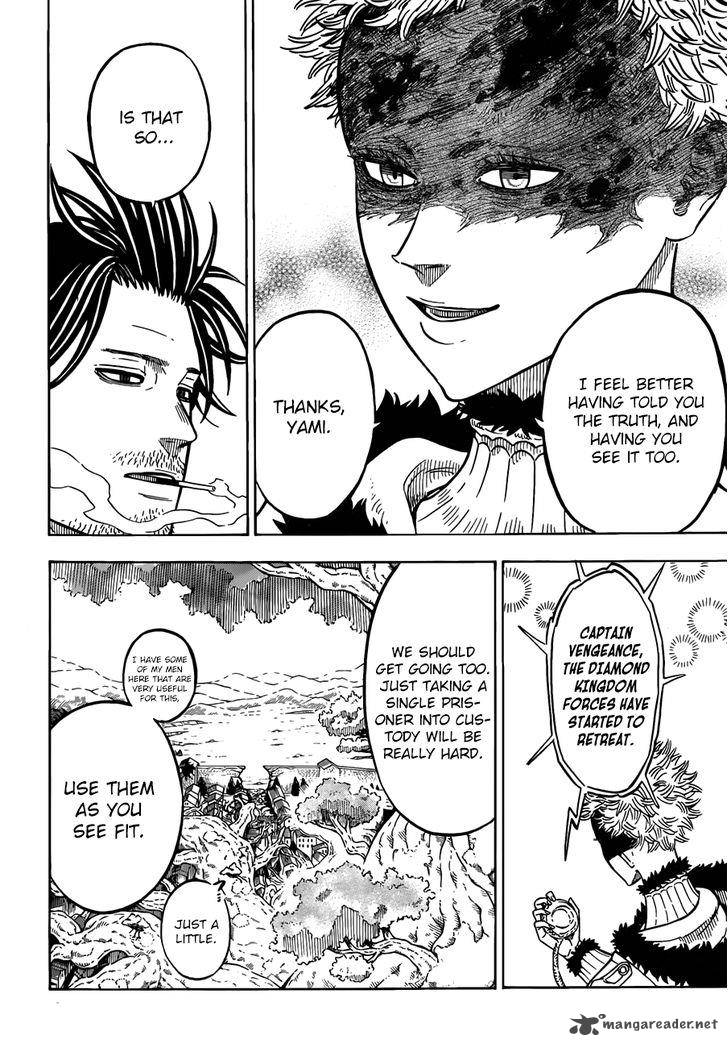 I FEEL BETTER
HAVING TOLD YOU
THE TRUTH, AND
HAVING YOU
SEE IT TOO.
THANKS,
YAMI.
IS THAT
SO...
CAPTAIN
VENGEANCE,
THE DIAMOND
KINGDOM
FORCES HAVE
STARTED TO
RETREAT.
WE SHOULD
GET GOING TOO.
JUST TAKING A
SINGLE PRIS-
ONER INTO CUS-
TODY WILL BE
REALLY HARD.
I HAVE SOME
OF MY MEN
HERE THAT ARE
VERY USEFUL
FOR THIS,
USE THEM
AS YOU
SEE FIT.
JUST A
LITTLE.
mangareader.net